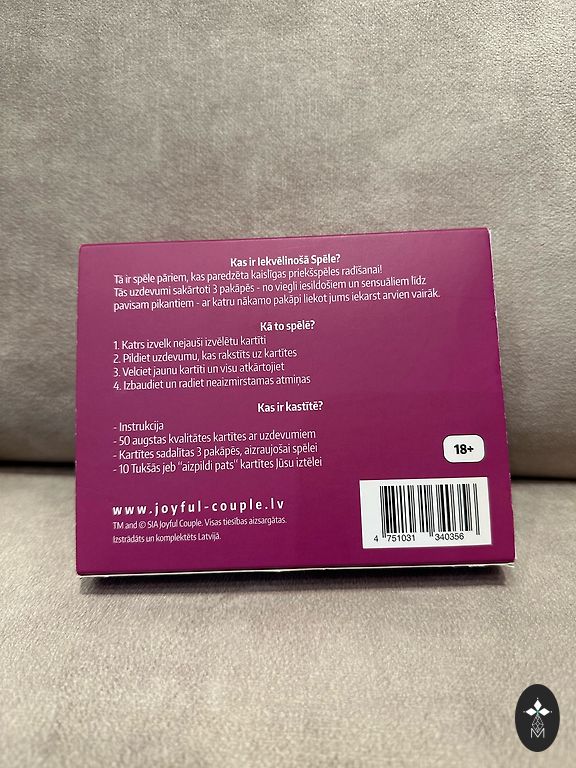 Kas ir Iekvēlinošā Spēle?
Tā ir spēle pāriem, kas paredzēta kaislīgas priekšspēles radīšanai!
Tās uzdevumi sakārtoti 3 pakāpēs - no viegli iesildošiem un sensuāliem līdz
pavisam pikantiem - ar katru nākamo pakāpi liekot jums iekarst arvien vairāk.
Kā to spēlē?
1. Katrs izvelk nejauši izvēlētu kartīti
2. Pildiet uzdevumu, kas rakstīts uz kartītes
3. Velciet jaunu kartīti un visu atkārtojiet
4. Izbaudiet un radiet neaizmirstamas atmiņas
Kas ir kastītē?
- Instrukcija
- 50 augstas kvalitātes kartītes ar uzdevumiem
- Kartītes sadalītas 3 pakāpēs, aizraujošai spēlei
- 10 Tukšās jeb "aizpildi pats" kartītes Jūsu iztēlei
18+
www.joyful-couple.lv
TM and © SIA Joyful Couple. Visas tiesības aizsargātas.
Izstrādāts un komplektēts Latvijā.
4 751031 340356
M